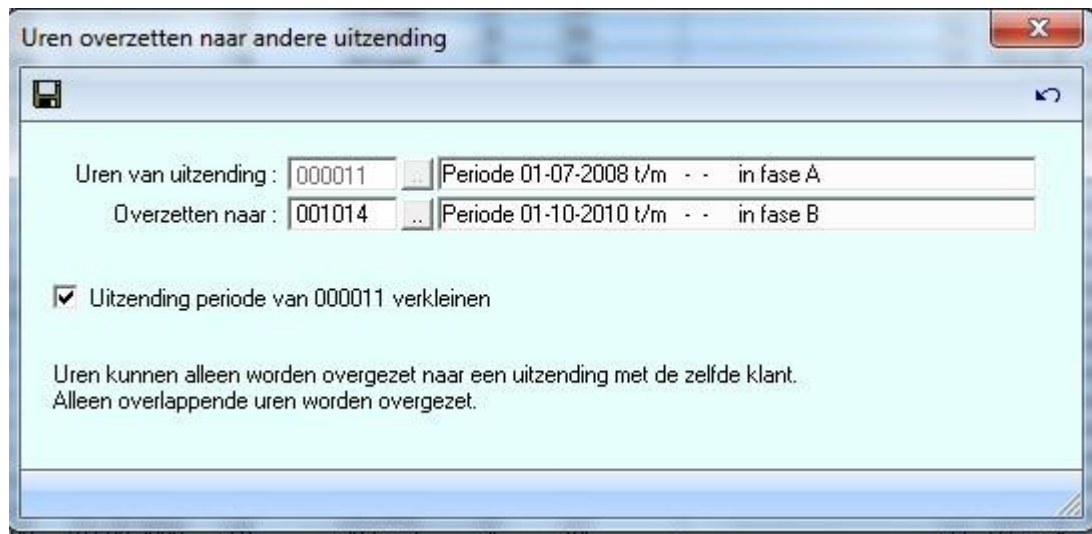 Uren overzetten naar andere uitzending
Uren van uitzending : 000011 .. Periode 01-07-2008 t/m - - in fase A
Overzetten naar : 001014 .. Periode 01-10-2010 t/m - - in fase B
Uitzending periode van 000011 verkleinen
Uren kunnen alleen worden overgezet naar een uitzending met de zelfde klant.
Alleen overlappende uren worden overgezet.